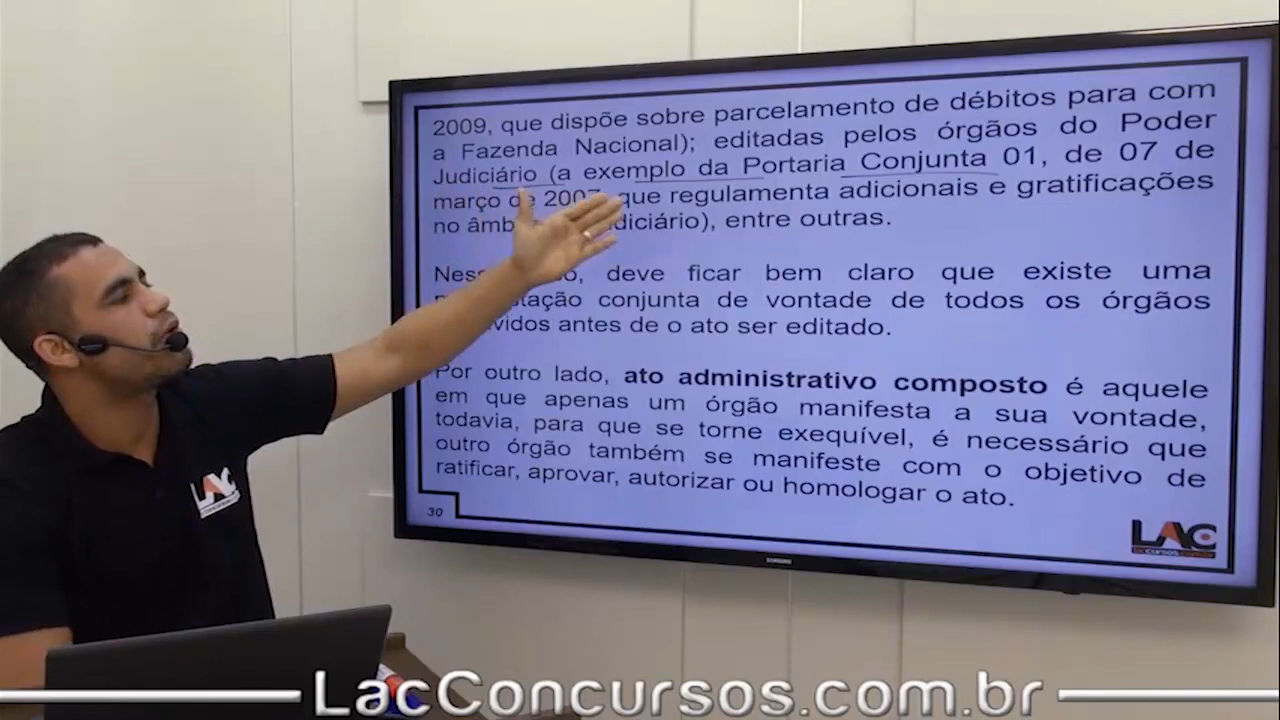 2009, que dispõe sobre parcelamento de débitos para com
a Fazenda Nacional); editadas pelos órgãos do Poder
Judiciário (a exemplo da Portaria Conjunta 01, de 07 de
março de que regulamenta adicionais e gratificações
no entre outras.
deve ficar bem claro que existe uma
conjunta de vontade de todos os órgãos
antes de o ato ser editado.
Por outro lado, ato administrativo composto é aquele
em que apenas um órgão manifesta a sua vontade,
todavia, para que se torne exequível, é necessário que
outro órgão também se manifeste com o objetivo de
ratificar, aprovar, autorizar ou homologar o ato.
30
LAC
lacconcursos.com.br
SAMSUNG
LAC
LacConcursos.com.br